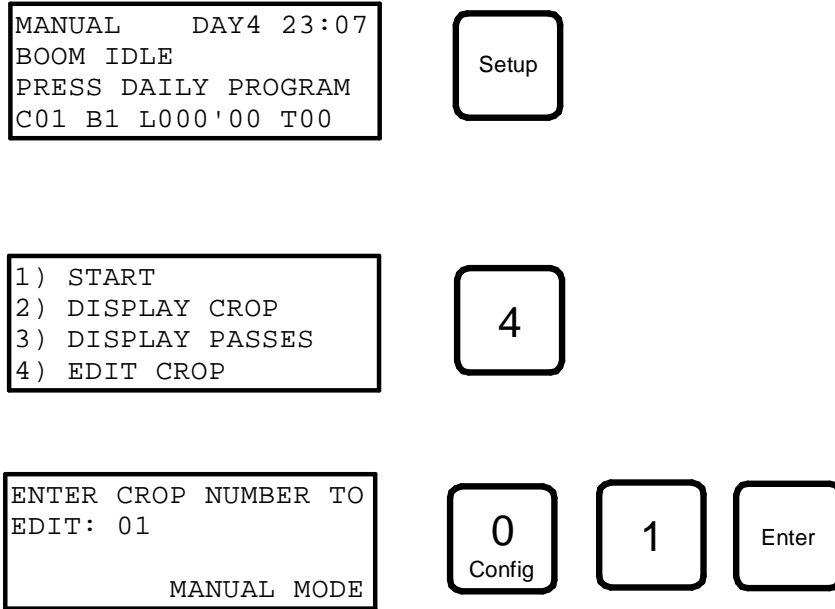 MANUAL DAY4 23:07
BOOM IDLE
PRESS DAILY PROGRAM
C01 B1 L000'00 T00
Setup
1) START
2) DISPLAY CROP
3) DISPLAY PASSES
4) EDIT CROP
4
ENTER CROP NUMBER TO
EDIT: 01
MANUAL MODE
0
Config
1
Enter